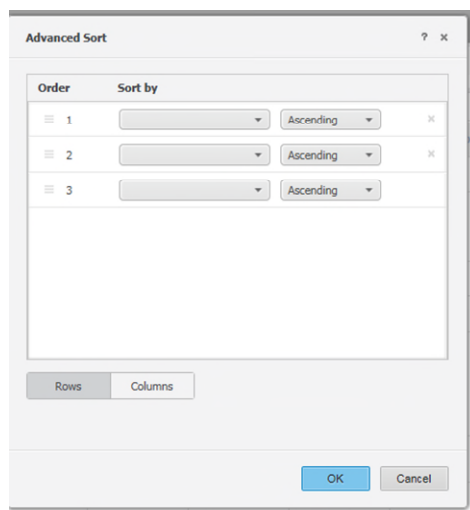 Advanced Sort ? ×
Order Sort by
1 Ascending ×
2 Ascending ×
3 Ascending
Rows Columns
OK Cancel